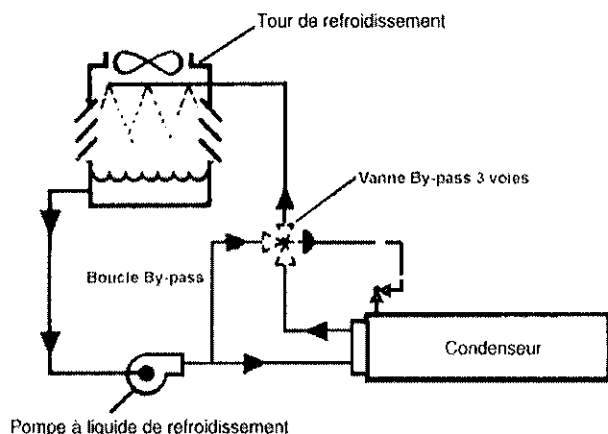 Tour de refroidissement
Vanne By-pass 3 voies
Boucle By-pass
Condenseur
Pompe à liquide de refroidissement